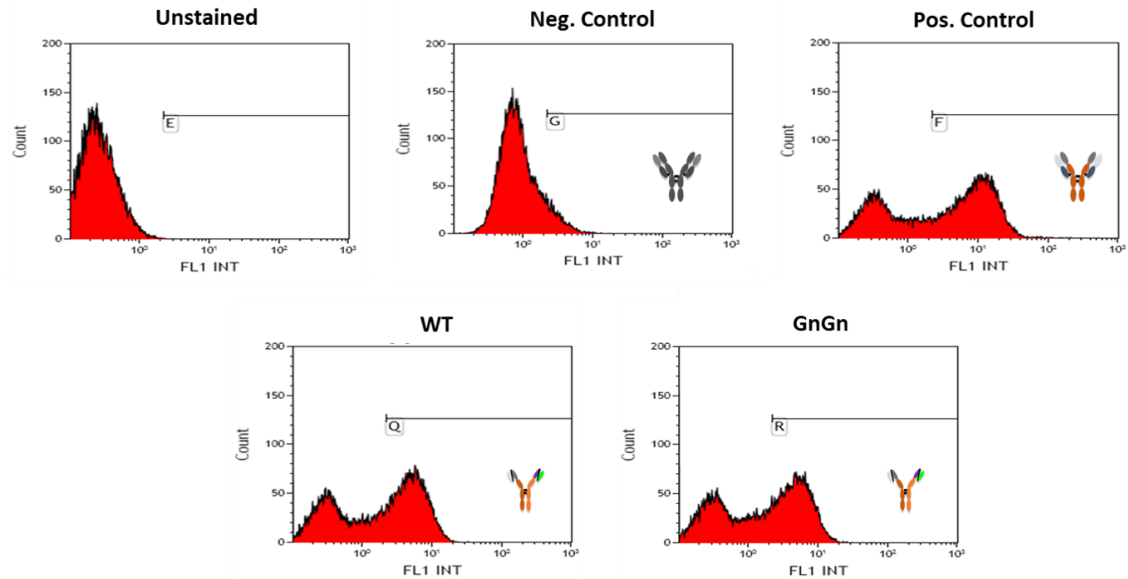 Unstained
Neg. Control
Pos. Control
200
150
100
50
0
Count
E
10⁰
10¹
10²
10³
FL1 INT
200
150
100
50
0
Count
G
10⁰
10¹
10²
10³
FL1 INT
200
150
100
50
0
Count
F
10⁰
10¹
10²
10³
FL1 INT
WT
GnGn
200
150
100
50
0
Count
Q
10⁰
10¹
10²
10³
FL1 INT
200
150
100
50
0
Count
R
10⁰
10¹
10²
10³
FL1 INT